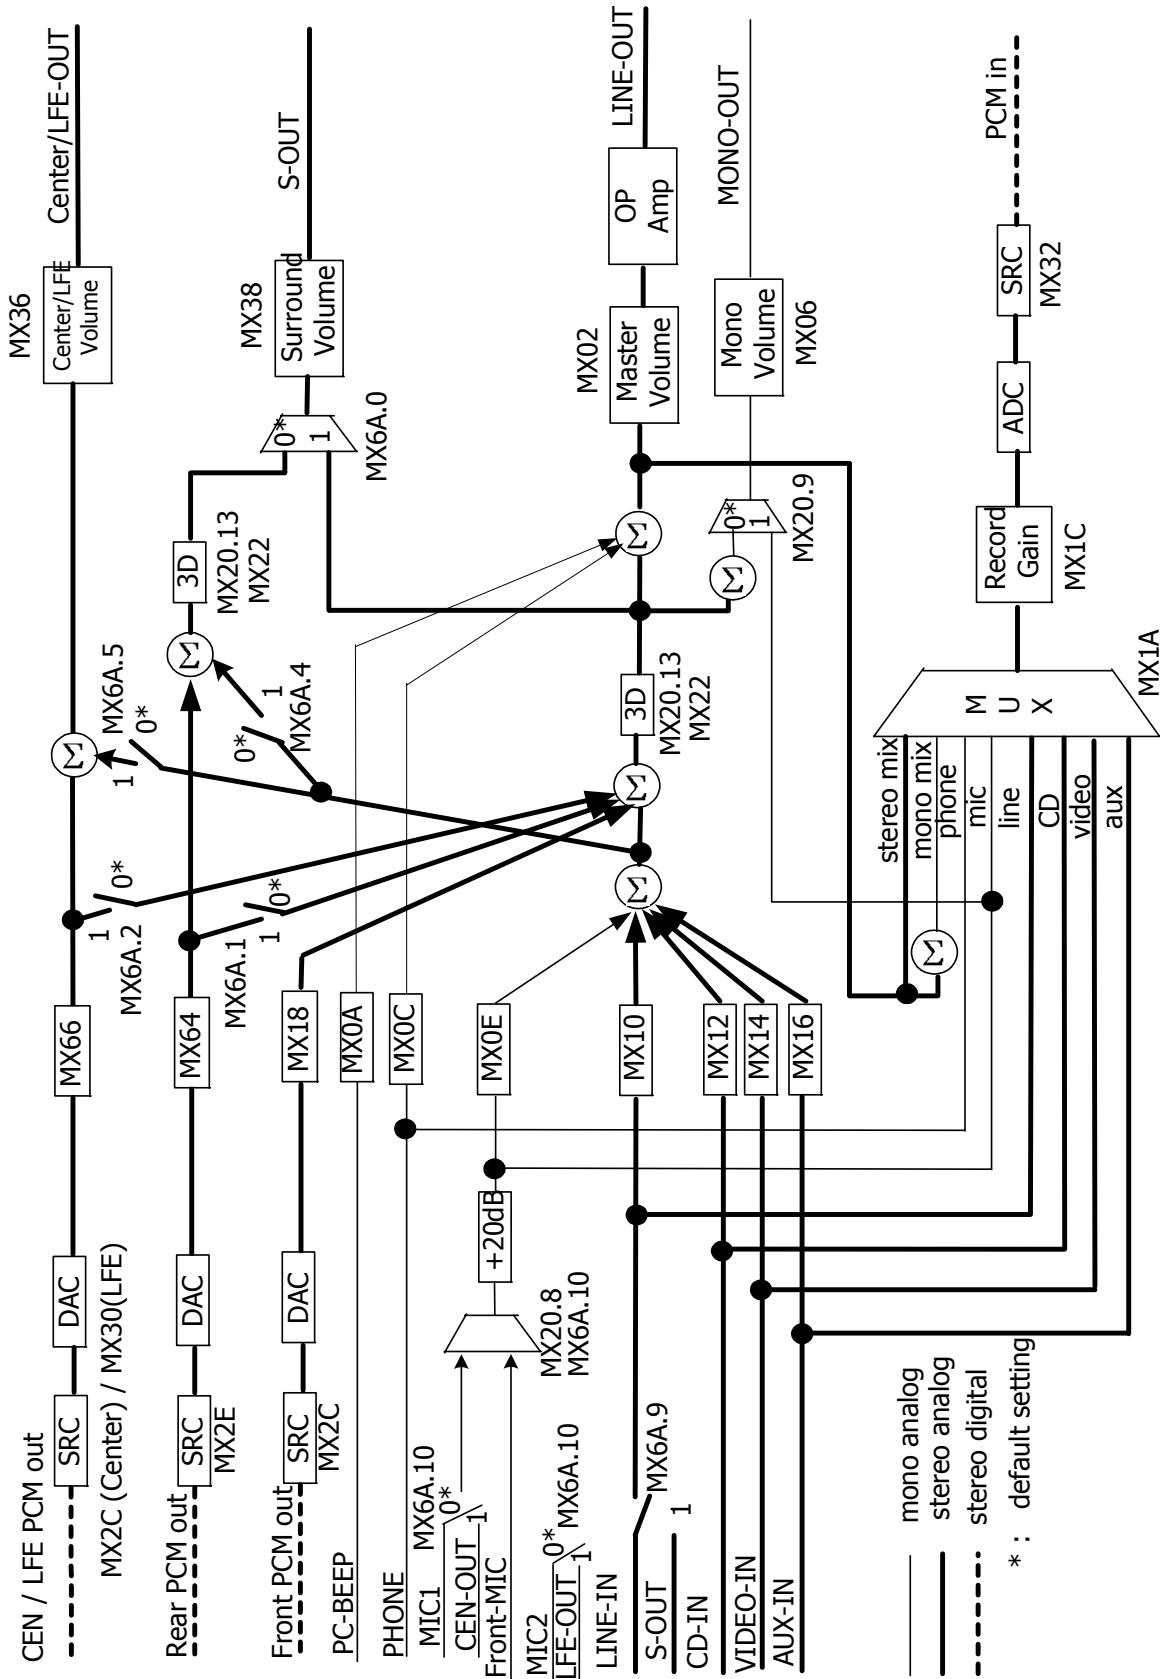 CEN / LFE PCM out
SRC
DAC
MX2C (Center) / MX30(LFE)
MX66
1
0*
MX6A.2
Σ
1
0*
MX6A.5
MX36
Center/LFE
Volume
Center/LFE-OUT
Rear PCM out
SRC
MX2E
DAC
MX64
MX6A.1
1
0*
Σ
0*
1
MX6A.4
3D
MX20.13
MX22
0*
1
MX6A.0
MX38
Surround
Volume
S-OUT
Front PCM out
SRC
MX2C
DAC
MX18
PC-BEEP
MX0A
PHONE
MX0C
MIC1
MX6A.10
0*
CEN-OUT
1
Front-MIC
MX20.8
MX6A.10
+20dB
MX0E
MIC2
0*
MX6A.10
LFE-OUT
1
LINE-IN
MX6A.9
S-OUT
1
MX10
Σ
Σ
3D
MX20.13
MX22
Σ
MX02
Master
Volume
OP
Amp
LINE-OUT
Σ
0*
1
MX20.9
Mono
Volume
MX06
MONO-OUT
CD-IN
MX12
VIDEO-IN
MX14
AUX-IN
MX16
Σ
stereo mix
mono mix
phone
mic
line
CD
video
aux
M
U
X
MX1A
Record
Gain
MX1C
ADC
SRC
MX32
PCM in
mono analog
stereo analog
stereo digital
* : default setting